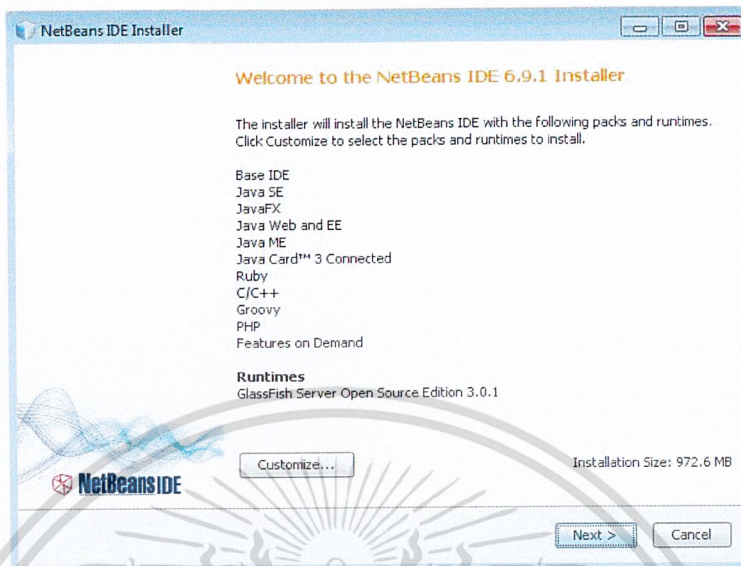 NetBeans IDE Installer
Welcome to the NetBeans IDE 6.9.1 Installer
The installer will install the NetBeans IDE with the following packs and runtimes.
Click Customize to select the packs and runtimes to install.
Base IDE
Java SE
JavaFX
Java Web and EE
Java ME
Java Card™ 3 Connected
Ruby
C/C++
Groovy
PHP
Features on Demand
Runtimes
GlassFish Server Open Source Edition 3.0.1
Customize...
Installation Size: 972.6 MB
NetBeans IDE
Next >
Cancel